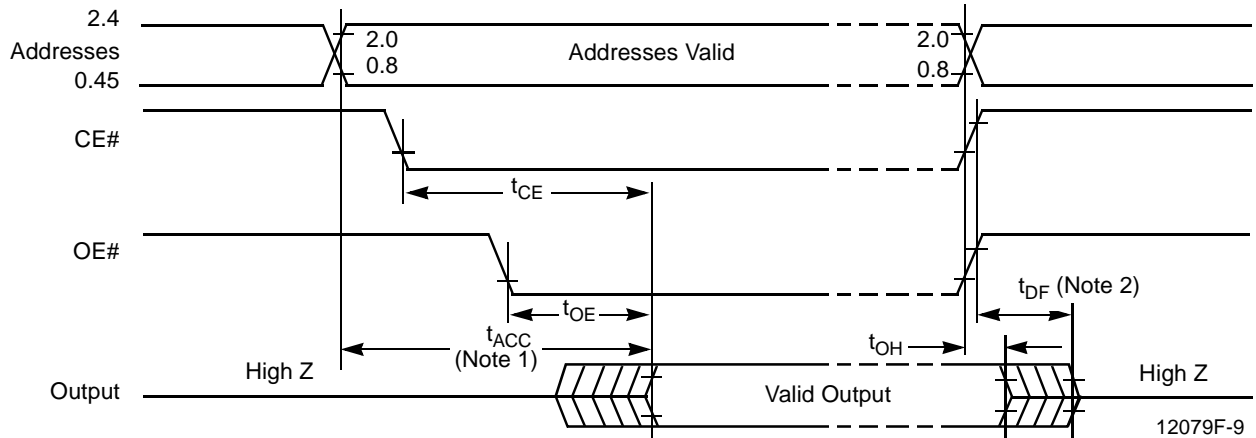 2.4
Addresses
0.45
2.0
0.8
Addresses Valid
2.0
0.8
CE#
tCE
OE#
tOE
tDF (Note 2)
tACC
(Note 1)
tOH
Output
High Z
Valid Output
High Z
12079F-9